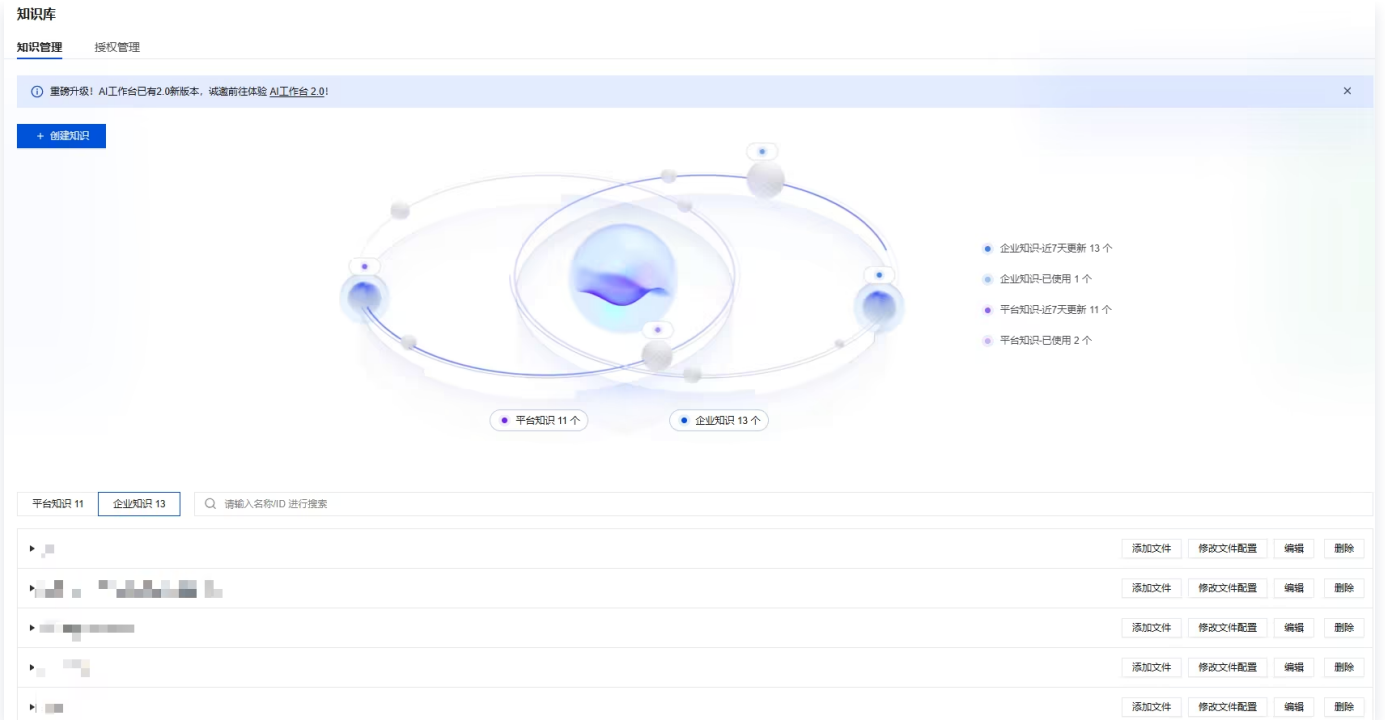 知识库
知识管理 授权管理
重磅升级！AI工作台已有2.0新版本，诚邀前往体验 AI工作台 2.0！
+ 创建知识
企业知识-近7天更新 13 个
企业知识-已使用 1 个
平台知识-近7天更新 11 个
平台知识-已使用 2 个
平台知识 11 个 企业知识 13 个
平台知识 11 企业知识 13 请输入名称/ID 进行搜索
添加文件 修改文件配置 编辑 删除
添加文件 修改文件配置 编辑 删除
添加文件 修改文件配置 编辑 删除
添加文件 修改文件配置 编辑 删除
添加文件 修改文件配置 编辑 删除